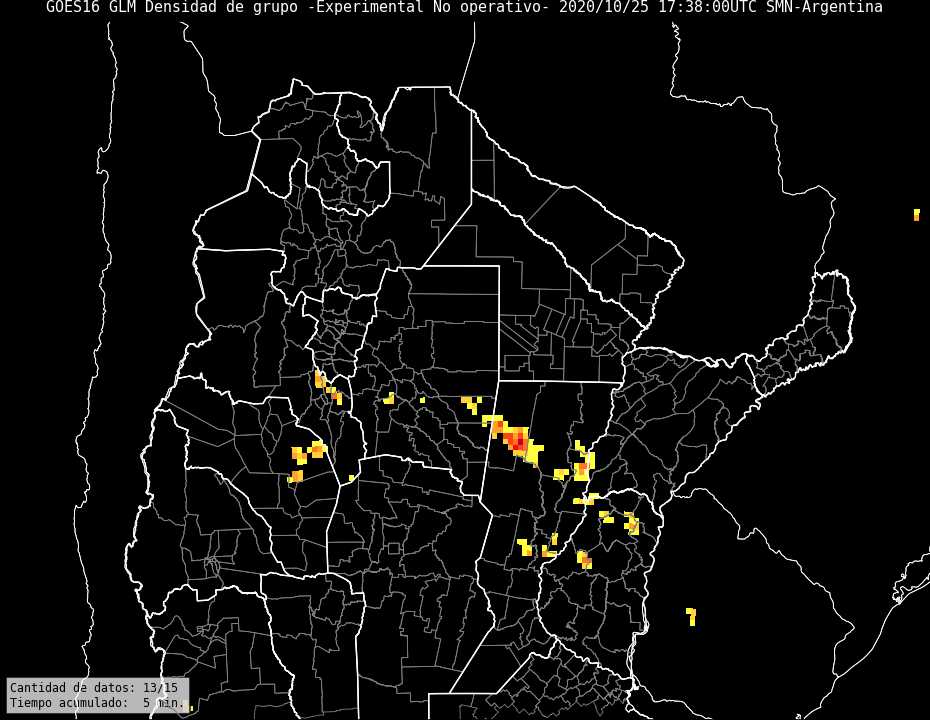 GOES16 GLM Densidad de grupo -Experimental No operativo- 2020/10/25 17:38:00UTC SMN-Argentina
Cantidad de datos: 13/15
Tiempo acumulado:  5 min.